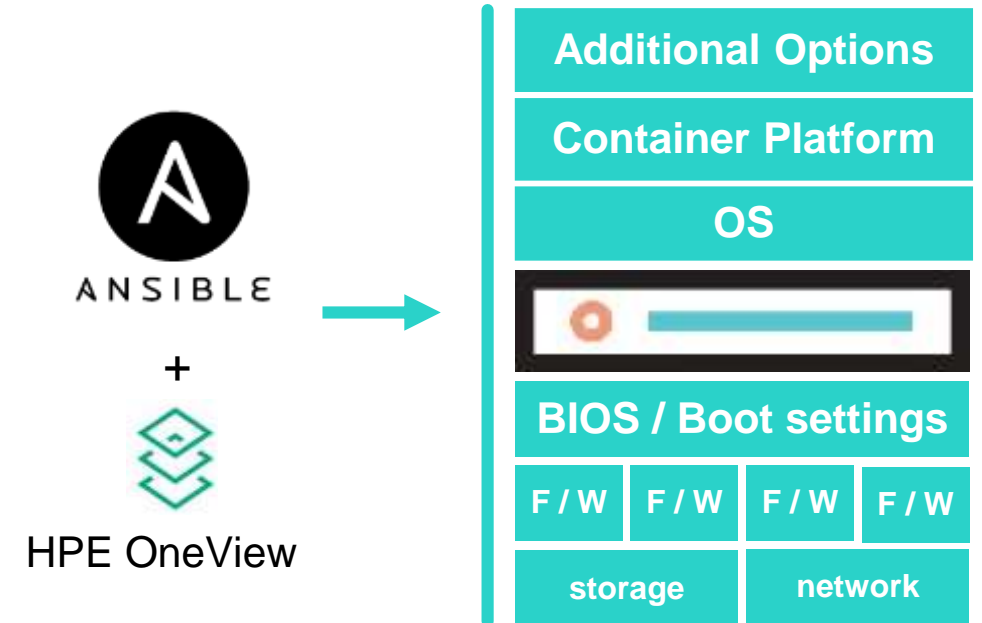 ANSIBLE
+
HPE OneView
Additional Options
Container Platform
OS
BIOS / Boot settings
F / W F / W F / W F / W
storage network